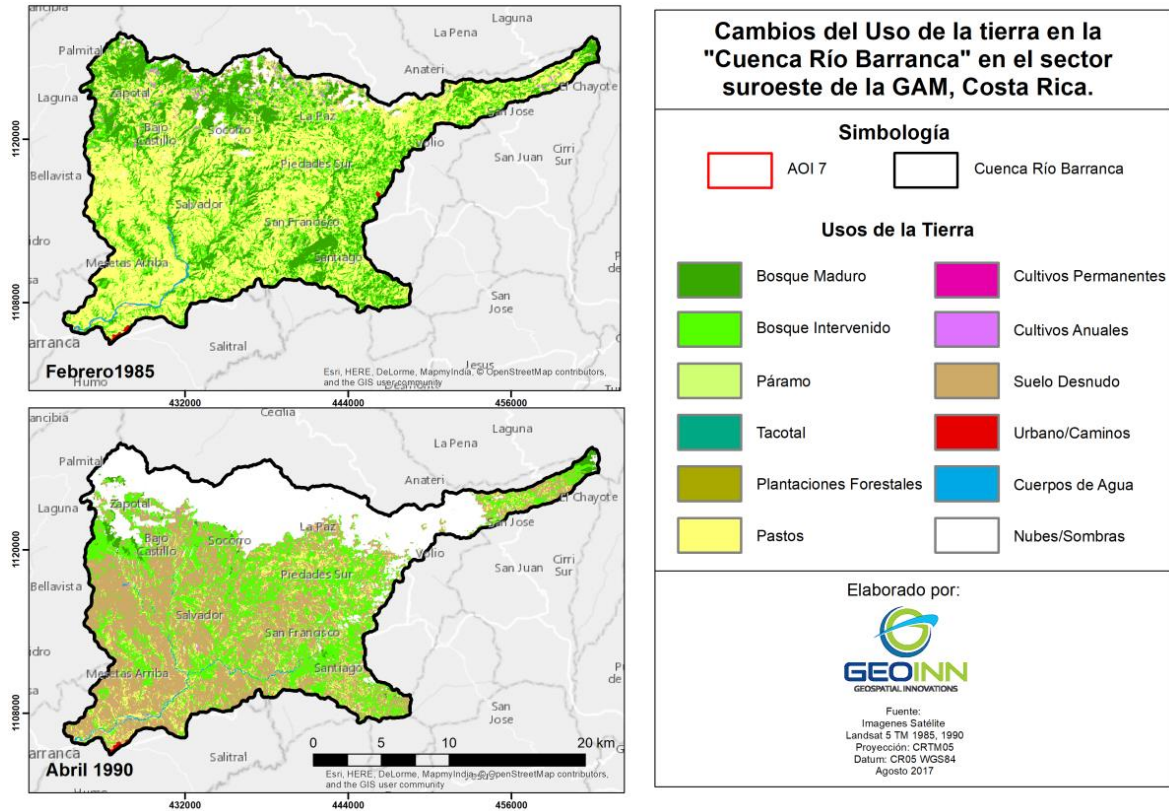 Laguna
La Pena
Palmital
Anateri
Laguna
Zapotal
El Chayote
San Jose
Bajo
Castillo
Socorro
La Paz
Volio
Cirri
Sur
San Juan
1120000
Bellavista
Piedades Sur
Salvador
San Francisco
Mesetas Arriba
Santiago
San
Jose
1108000
Salitral
Jesus
Febrero1985
Humo
Esri, HERE, DeLorme, MapmyIndia, © OpenStreetMap contributors,
and the GIS user community
432000
444000
456000
Cecilia
Laguna
La Pena
Palmital
Anateri
Laguna
Zapotal
El Chayote
San Jose
La Paz
Bajo
Castillo
Socorro
Volio
Cirri
Sur
San Juan
1120000
Bellavista
Piedades Sur
Salvador
San Francisco
Mesetas Arriba
Santiago
San
Jose
1108000
Salitral
0 5 10 20 km
Abril 1990
Esri, HERE, DeLorme, MapmyIndia, © OpenStreetMap contributors,
and the GIS user community
432000
444000
456000
Cambios del Uso de la tierra en la
"Cuenca Río Barranca" en el sector
suroeste de la GAM, Costa Rica.
Simbología
AOI 7
Cuenca Río Barranca
Usos de la Tierra
Bosque Maduro
Cultivos Permanentes
Bosque Intervenido
Cultivos Anuales
Páramo
Suelo Desnudo
Tacotal
Urbano/Caminos
Plantaciones Forestales
Cuerpos de Agua
Pastos
Nubes/Sombras
Elaborado por:
GEOINN
GEOSPATIAL INNOVATIONS
Fuente:
Imagenes Satélite
Landsat 5 TM 1985, 1990
Proyección: CRTM05
Datum: CR05 WGS84
Agosto 2017